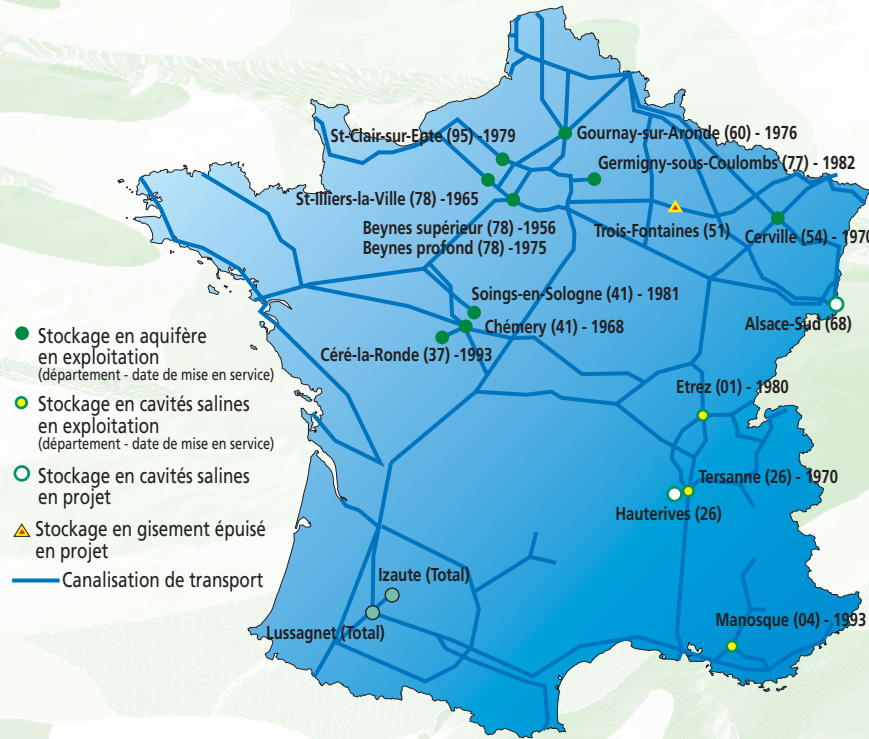 St-Clair-sur-Epte (95) -1979
Gournay-sur-Aronde (60) - 1976
Germigny-sous-Coulombs (77) - 1982
St-Illiers-la-Ville (78) -1965
Beynes supérieur (78) -1956
Beynes profond (78) -1975
Trois-Fontaines (51)
Cerville (54) - 1970
Soings-en-Sologne (41) - 1981
Chémery (41) - 1968
Céré-la-Ronde (37) -1993
Alsace-Sud (68)
Etrez (01) - 1980
Tersanne (26) - 1970
Hauterives (26)
Izaute (Total)
Lussagnet (Total)
Manosque (04) - 1993
Stockage en aquifère
en exploitation
(département - date de mise en service)
Stockage en cavités salines
en exploitation
(département - date de mise en service)
Stockage en cavités salines
en projet
Stockage en gisement épuisé
en projet
Canalisation de transport